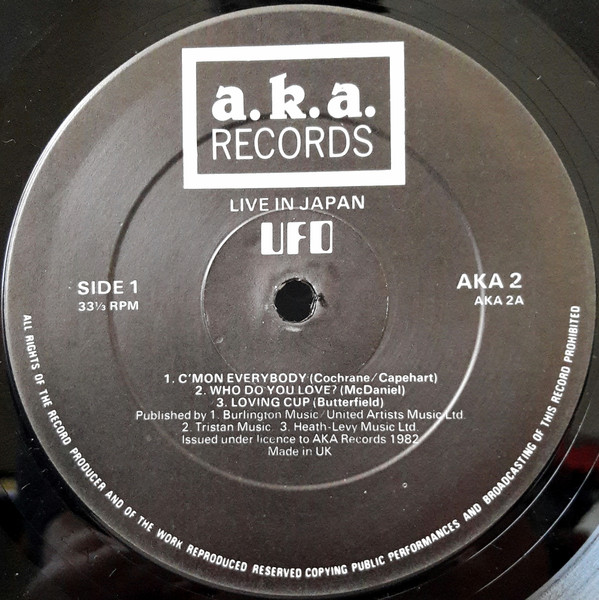 a.k.a.
RECORDS
LIVE IN JAPAN
UFO
SIDE 1
33⅓ RPM
AKA 2
AKA 2A
1. C'MON EVERYBODY (Cochrane/Capehart)
2. WHO DO YOU LOVE? (McDaniel)
3. LOVING CUP (Butterfield)
Published by 1. Burlington Music/United Artists Music Ltd.
2. Tristan Music 3. Heath-Levy Music Ltd.
Issued under licence to AKA Records 1982
Made in UK
ALL RIGHTS OF THE RECORD PRODUCER AND OF THE WORK REPRODUCED RESERVED COPYING PUBLIC PERFORMANCES AND BROADCASTING OF THIS RECORD PROHIBITED